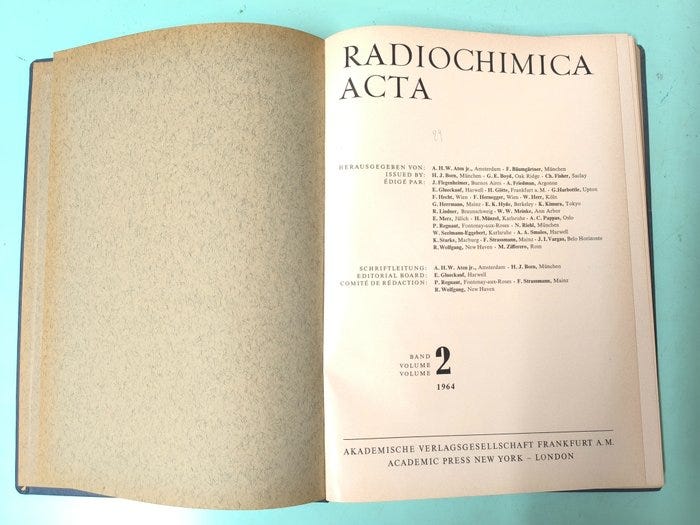 RADIOCHIMICA
ACTA
24
HERAUSGEGEBEN VON: A. H. W. Aten jr., Amsterdam · F. Baumgärtner, München
ISSUED BY: H. J. Born, München · G. E. Boyd, Oak Ridge · Ch. Fisher, Saclay
ÉDIGÉ PAR: J. Flegenheimer, Buenos Aires · A. Friedman, Argonne
E. Glueckauf, Harwell · H. Götte, Frankfurt a. M. · G. Harbottle, Upton
F. Hecht, Wien · F. Hernegger, Wien · W. Herr, Köln
G. Herrmann, Mainz · E. K. Hyde, Berkeley · K. Kimura, Tokyo
R. Lindner, Braunschweig · W. W. Meinke, Ann Arbor
E. Merz, Jülich · H. Münzel, Karlsruhe · A. C. Pappas, Oslo
P. Regnaut, Fontenay-aux-Roses · N. Riehl, München
W. Seelmann-Eggebert, Karlsruhe · A. A. Smales, Harwell
K. Starke, Marburg · F. Strassmann, Mainz · J. I. Vargas, Belo Horizonte
R. Wolfgang, New Haven · M. Zifferero, Rom
SCHRIFTLEITUNG: A. H. W. Aten jr., Amsterdam · H. J. Born, München
EDITORIAL BOARD: E. Glueckauf, Harwell
COMITÉ DE RÉDACTION: P. Regnaut, Fontenay-aux-Roses · F. Strassmann, Mainz
R. Wolfgang, New Haven
BAND
VOLUME 2
VOLUME
1964
AKADEMISCHE VERLAGSGESELLSCHAFT FRANKFURT A. M.
ACADEMIC PRESS NEW YORK – LONDON